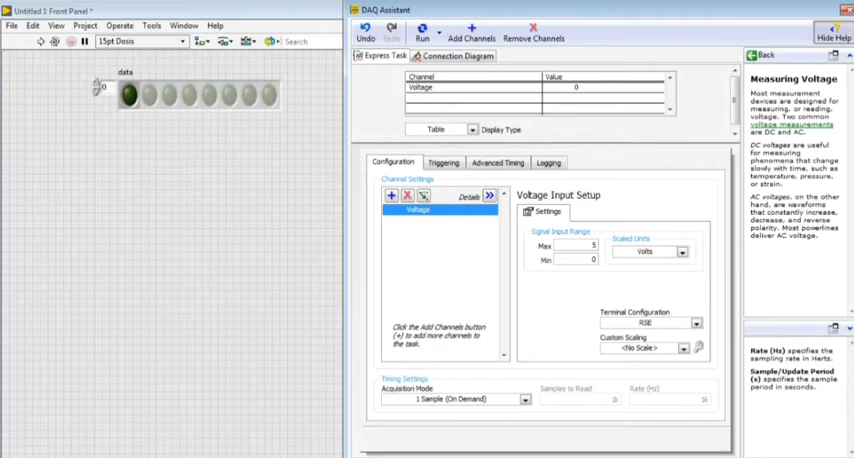 Untitled 1 Front Panel *
File Edit View Project Operate Tools Window Help
15pt Dosis
Search
data
0
DAQ Assistant
Undo
Redo
Run
Add Channels
Remove Channels
Hide Help
Express Task
Connection Diagram
Channel Value
Voltage 0
Table Display Type
Configuration Triggering Advanced Timing Logging
Channel Settings
Details
Voltage
Click the Add Channels button
(+) to add more channels to
the task.
Voltage Input Setup
Settings
Signal Input Range
Max 5
Min 0
Scaled Units
Volts
Terminal Configuration
RSE
Custom Scaling
<No Scale>
Timing Settings
Acquisition Mode
1 Sample (On Demand)
Samples to Read
1k
Rate (Hz)
1k
Back
Measuring Voltage
Most measurement
devices are designed for
measuring, or reading,
voltage. Two common
voltage measurements
are DC and AC.
DC voltages are useful
for measuring
phenomena that change
slowly with time, such as
temperature, pressure,
or strain.
AC voltages, on the other
hand, are waveforms
that constantly increase,
decrease, and reverse
polarity. Most powerlines
deliver AC voltage.
Rate (Hz) specifies the
sampling rate in Hertz.
Sample/Update Period
(s) specifies the sample
period in seconds.